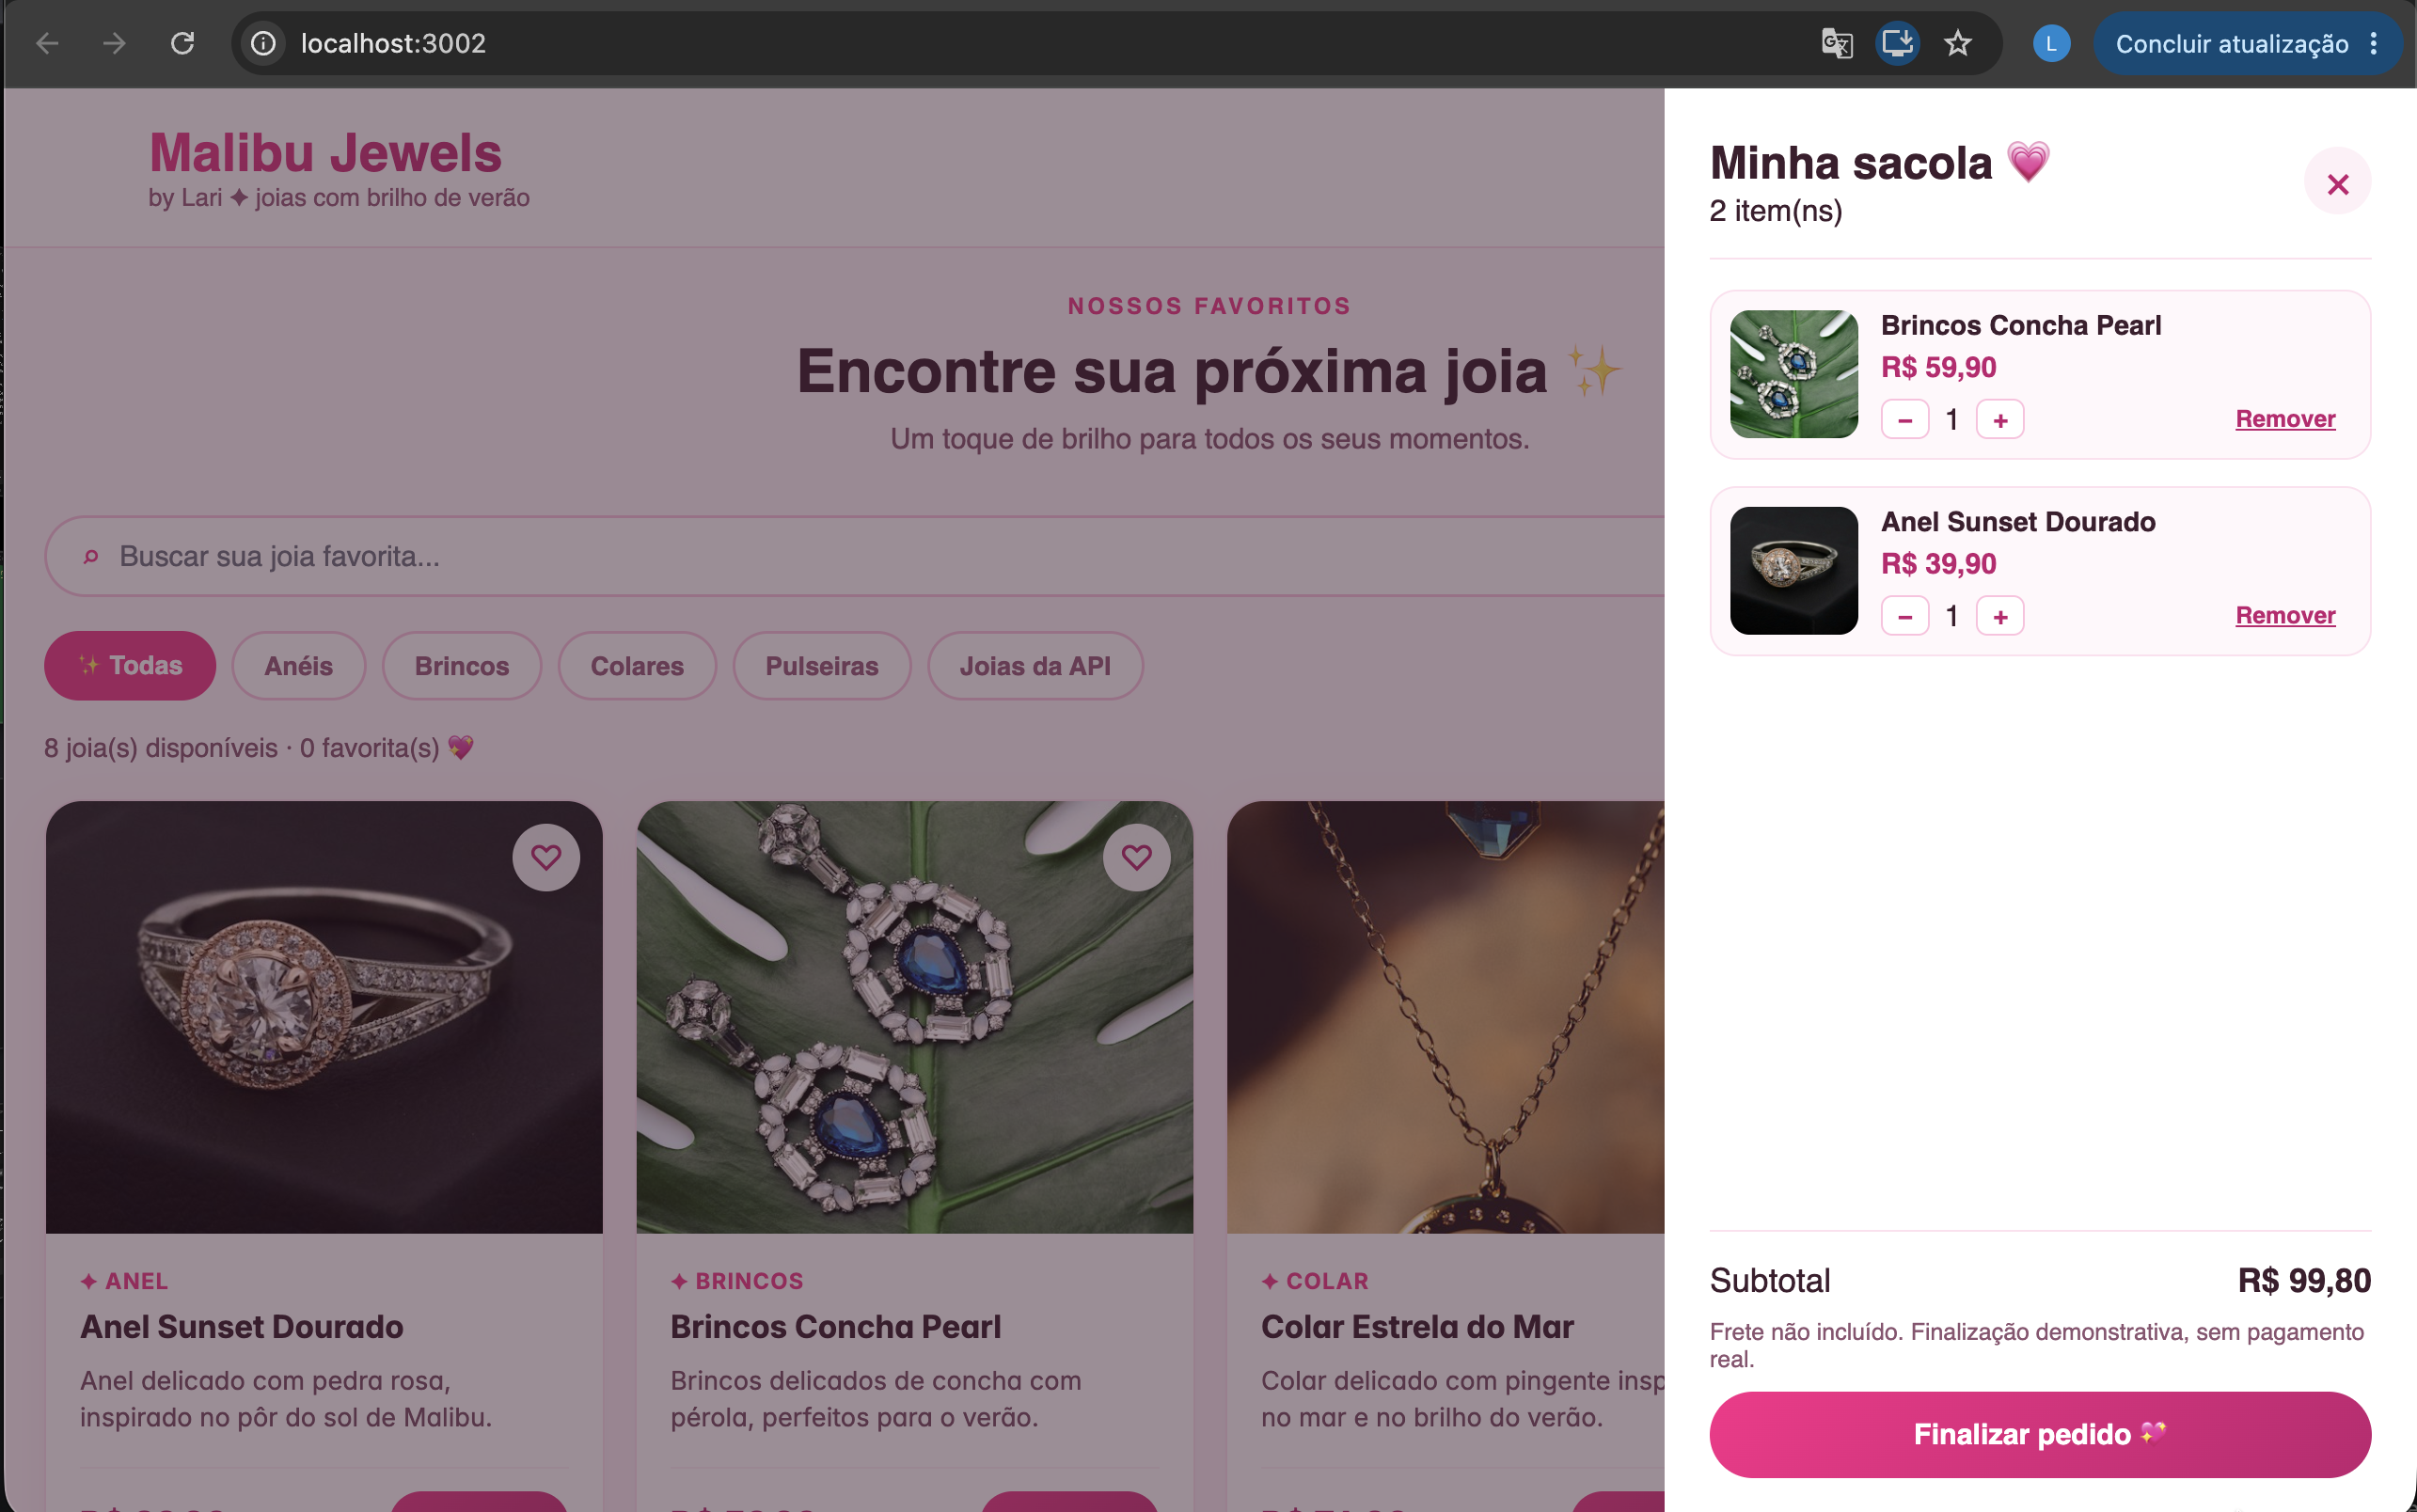 localhost:3002
L
Concluir atualização
Malibu Jewels
by Lari ✦ joias com brilho de verão
NOSSOS FAVORITOS
Encontre sua próxima joia ✨
Um toque de brilho para todos os seus momentos.
Buscar sua joia favorita...
✨ Todas
Anéis
Brincos
Colares
Pulseiras
Joias da API
8 joia(s) disponíveis · 0 favorita(s) 💖
✦ ANEL
Anel Sunset Dourado
Anel delicado com pedra rosa,
inspirado no pôr do sol de Malibu.
✦ BRINCOS
Brincos Concha Pearl
Brincos delicados de concha com
pérola, perfeitos para o verão.
✦ COLAR
Colar Estrela do Mar
Colar delicado com pingente insp
no mar e no brilho do verão.
Minha sacola 💗
2 item(ns)
×
Brincos Concha Pearl
R$ 59,90
− 1 +
Remover
Anel Sunset Dourado
R$ 39,90
− 1 +
Remover
Subtotal
R$ 99,80
Frete não incluído. Finalização demonstrativa, sem pagamento
real.
Finalizar pedido 💖